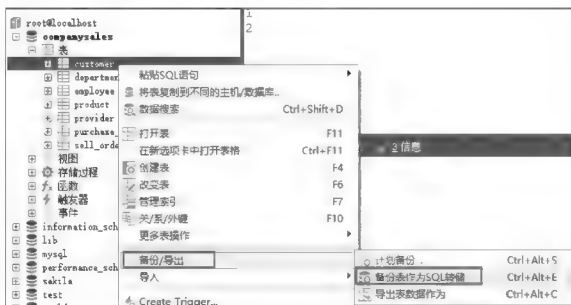 1
2
root@localhost
companysales
表
customer
departmen
employee
product
provider
purchase_
sell_orde
视图
存储过程
函数
触发器
事件
information_sch
lib
mysql
performance_sch
sakila
test
粘贴SQL语句
将表复制到不同的主机/数据库..
数据搜索 Ctrl+Shift+D
打开表 F11
在新选项卡中打开表格 Ctrl+F11
创建表 F4
改变表 F6
管理索引 F7
关/系/外键 F10
更多表操作
备份/导出
导入
Create Trigger...
3 信息
计划备份 . Ctrl+Alt+S
备份表作为SQL转储 Ctrl+Alt+E
导出表数据作为 Ctrl+Alt+C